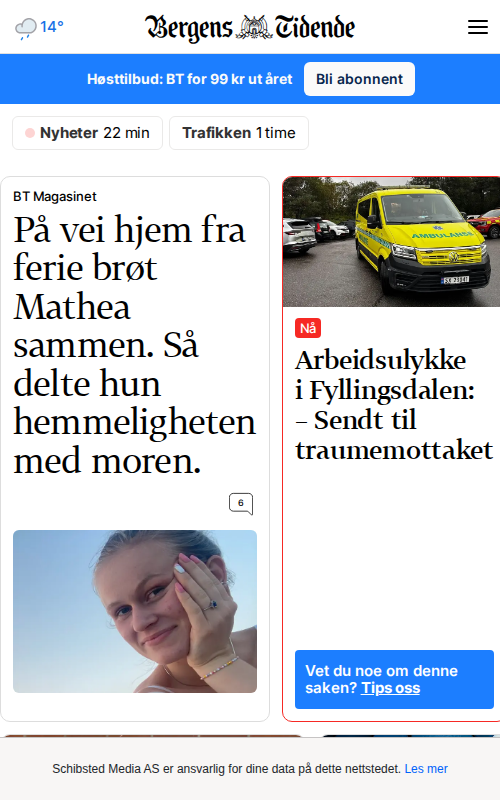 14°
Bergens Tidende
Høsttilbud: BT for 99 kr ut året
Bli abonnent
Nyheter 22 min
Trafikken 1 time
BT Magasinet
På vei hjem fra
ferie brøt
Mathea
sammen. Så
delte hun
hemmeligheten
med moren.
6
AMBULANSE
Nå
Arbeidsulykke
i Fyllingsdalen:
– Sendt til
traumemottaket
Vet du noe om denne
saken? Tips oss
Schibsted Media AS er ansvarlig for dine data på dette nettstedet. Les mer